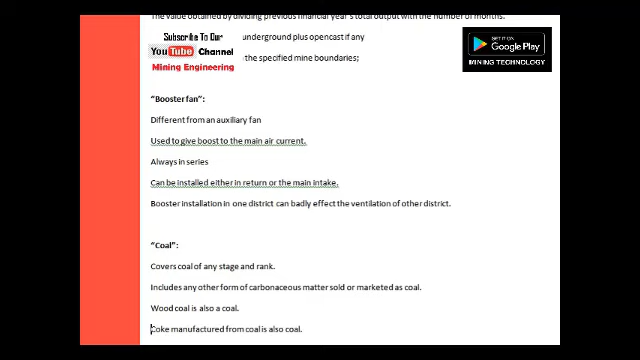 The value obtained by dividing previous financial year's total output with the number of months.
Subscribe To Our
YouTube Channel
Mining Engineering
underground plus opencast if any
the specified mine boundaries;
GET IT ON
Google Play
MINING TECHNOLOGY
“Booster fan”:
Different from an auxiliary fan
Used to give boost to the main air current.
Always in series
Can be installed either in return or the main intake.
Booster installation in one district can badly effect the ventilation of other district.
“Coal”:
Covers coal of any stage and rank.
Includes any other form of carbonaceous matter sold or marketed as coal.
Wood coal is also a coal.
Coke manufactured from coal is also coal.